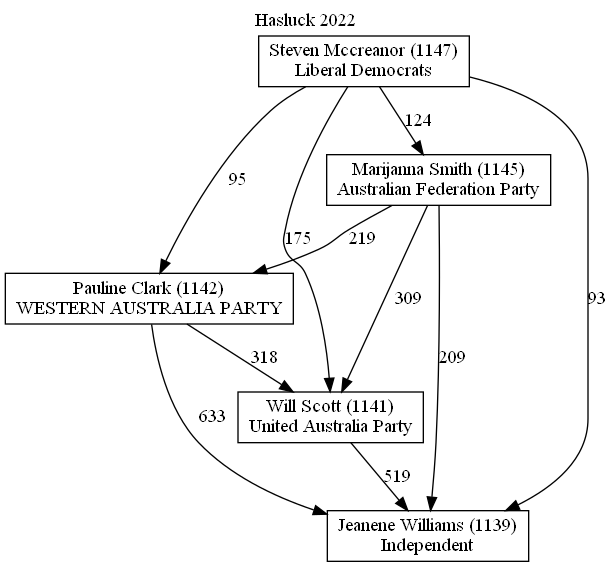 Hasluck 2022
Steven Mccreanor (1147)
Liberal Democrats
124
Marijanna Smith (1145)
Australian Federation Party
95
175
219
Pauline Clark (1142)
WESTERN AUSTRALIA PARTY
309
93
318
209
Will Scott (1141)
United Australia Party
633
519
Jeanene Williams (1139)
Independent